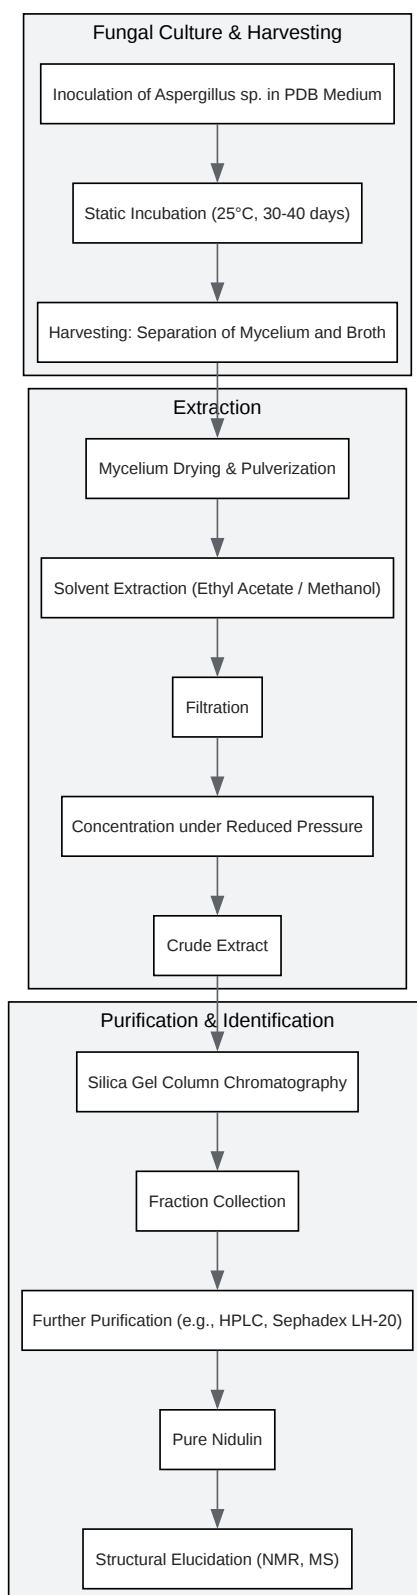 Fungal Culture & Harvesting
Inoculation of Aspergillus sp. in PDB Medium
Static Incubation (25°C, 30-40 days)
Harvesting: Separation of Mycelium and Broth
Extraction
Mycelium Drying & Pulverization
Solvent Extraction (Ethyl Acetate / Methanol)
Filtration
Concentration under Reduced Pressure
Crude Extract
Purification & Identification
Silica Gel Column Chromatography
Fraction Collection
Further Purification (e.g., HPLC, Sephadex LH-20)
Pure Nidulin
Structural Elucidation (NMR, MS)